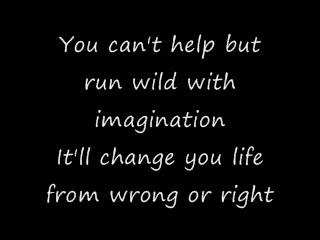 You can't help but
run wild with
imagination
It'll change you life
from wrong or right